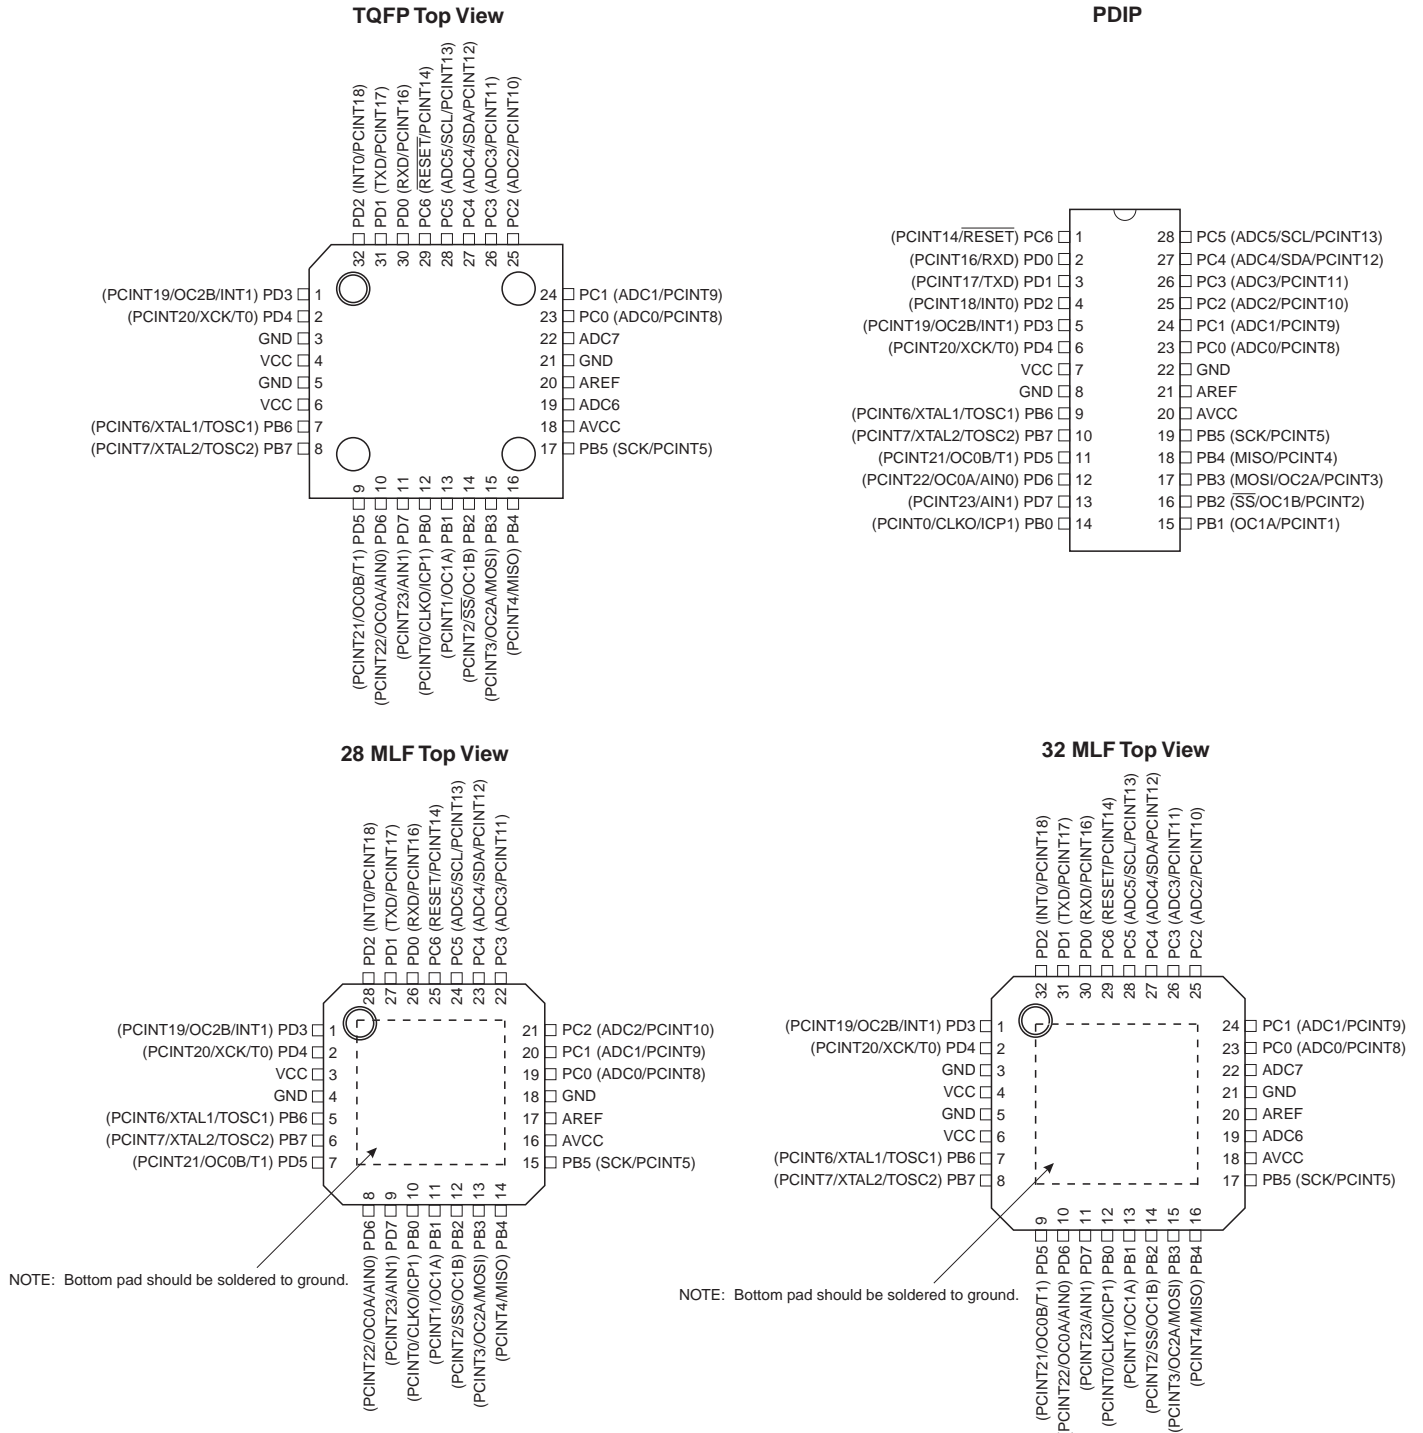 TQFP Top View
PD2 (INT0/PCINT18)
PD1 (TXD/PCINT17)
PD0 (RXD/PCINT16)
PC6 (RESET/PCINT14)
PC5 (ADC5/SCL/PCINT13)
PC4 (ADC4/SDA/PCINT12)
PC3 (ADC3/PCINT11)
PC2 (ADC2/PCINT10)
32 31 30 29 28 27 26 25
(PCINT19/OC2B/INT1) PD3 1
(PCINT20/XCK/T0) PD4 2
GND 3
VCC 4
GND 5
VCC 6
(PCINT6/XTAL1/TOSC1) PB6 7
(PCINT7/XTAL2/TOSC2) PB7 8
24 PC1 (ADC1/PCINT9)
23 PC0 (ADC0/PCINT8)
22 ADC7
21 GND
20 AREF
19 ADC6
18 AVCC
17 PB5 (SCK/PCINT5)
9 10 11 12 13 14 15 16
(PCINT21/OC0B/T1) PD5
(PCINT22/OC0A/AIN0) PD6
(PCINT23/AIN1) PD7
(PCINT0/CLKO/ICP1) PB0
(PCINT1/OC1A) PB1
(PCINT2/SS/OC1B) PB2
(PCINT3/OC2A/MOSI) PB3
(PCINT4/MISO) PB4
PDIP
(PCINT14/RESET) PC6 1
(PCINT16/RXD) PD0 2
(PCINT17/TXD) PD1 3
(PCINT18/INT0) PD2 4
(PCINT19/OC2B/INT1) PD3 5
(PCINT20/XCK/T0) PD4 6
VCC 7
GND 8
(PCINT6/XTAL1/TOSC1) PB6 9
(PCINT7/XTAL2/TOSC2) PB7 10
(PCINT21/OC0B/T1) PD5 11
(PCINT22/OC0A/AIN0) PD6 12
(PCINT23/AIN1) PD7 13
(PCINT0/CLKO/ICP1) PB0 14
28 PC5 (ADC5/SCL/PCINT13)
27 PC4 (ADC4/SDA/PCINT12)
26 PC3 (ADC3/PCINT11)
25 PC2 (ADC2/PCINT10)
24 PC1 (ADC1/PCINT9)
23 PC0 (ADC0/PCINT8)
22 GND
21 AREF
20 AVCC
19 PB5 (SCK/PCINT5)
18 PB4 (MISO/PCINT4)
17 PB3 (MOSI/OC2A/PCINT3)
16 PB2 (SS/OC1B/PCINT2)
15 PB1 (OC1A/PCINT1)
28 MLF Top View
PD2 (INT0/PCINT18)
PD1 (TXD/PCINT17)
PD0 (RXD/PCINT16)
PC6 (RESET/PCINT14)
PC5 (ADC5/SCL/PCINT13)
PC4 (ADC4/SDA/PCINT12)
PC3 (ADC3/PCINT11)
28 27 26 25 24 23 22
(PCINT19/OC2B/INT1) PD3 1
(PCINT20/XCK/T0) PD4 2
VCC 3
GND 4
(PCINT6/XTAL1/TOSC1) PB6 5
(PCINT7/XTAL2/TOSC2) PB7 6
(PCINT21/OC0B/T1) PD5 7
21 PC2 (ADC2/PCINT10)
20 PC1 (ADC1/PCINT9)
19 PC0 (ADC0/PCINT8)
18 GND
17 AREF
16 AVCC
15 PB5 (SCK/PCINT5)
8 9 10 11 12 13 14
(PCINT22/OC0A/AIN0) PD6
(PCINT23/AIN1) PD7
(PCINT0/CLKO/ICP1) PB0
(PCINT1/OC1A) PB1
(PCINT2/SS/OC1B) PB2
(PCINT3/OC2A/MOSI) PB3
(PCINT4/MISO) PB4
NOTE: Bottom pad should be soldered to ground.
32 MLF Top View
PD2 (INT0/PCINT18)
PD1 (TXD/PCINT17)
PD0 (RXD/PCINT16)
PC6 (RESET/PCINT14)
PC5 (ADC5/SCL/PCINT13)
PC4 (ADC4/SDA/PCINT12)
PC3 (ADC3/PCINT11)
PC2 (ADC2/PCINT10)
32 31 30 29 28 27 26 25
(PCINT19/OC2B/INT1) PD3 1
(PCINT20/XCK/T0) PD4 2
GND 3
VCC 4
GND 5
VCC 6
(PCINT6/XTAL1/TOSC1) PB6 7
(PCINT7/XTAL2/TOSC2) PB7 8
24 PC1 (ADC1/PCINT9)
23 PC0 (ADC0/PCINT8)
22 ADC7
21 GND
20 AREF
19 ADC6
18 AVCC
17 PB5 (SCK/PCINT5)
9 10 11 12 13 14 15 16
(PCINT21/OC0B/T1) PD5
PCINT22/OC0A/AIN0) PD6
(PCINT23/AIN1) PD7
(PCINT0/CLKO/ICP1) PB0
(PCINT1/OC1A) PB1
(PCINT2/SS/OC1B) PB2
(PCINT3/OC2A/MOSI) PB3
(PCINT4/MISO) PB4
NOTE: Bottom pad should be soldered to ground.